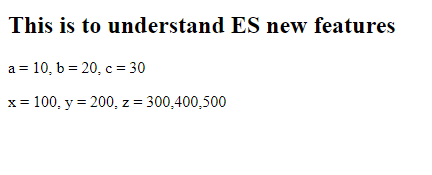 This is to understand ES new features
a = 10, b = 20, c = 30
x = 100, y = 200, z = 300,400,500